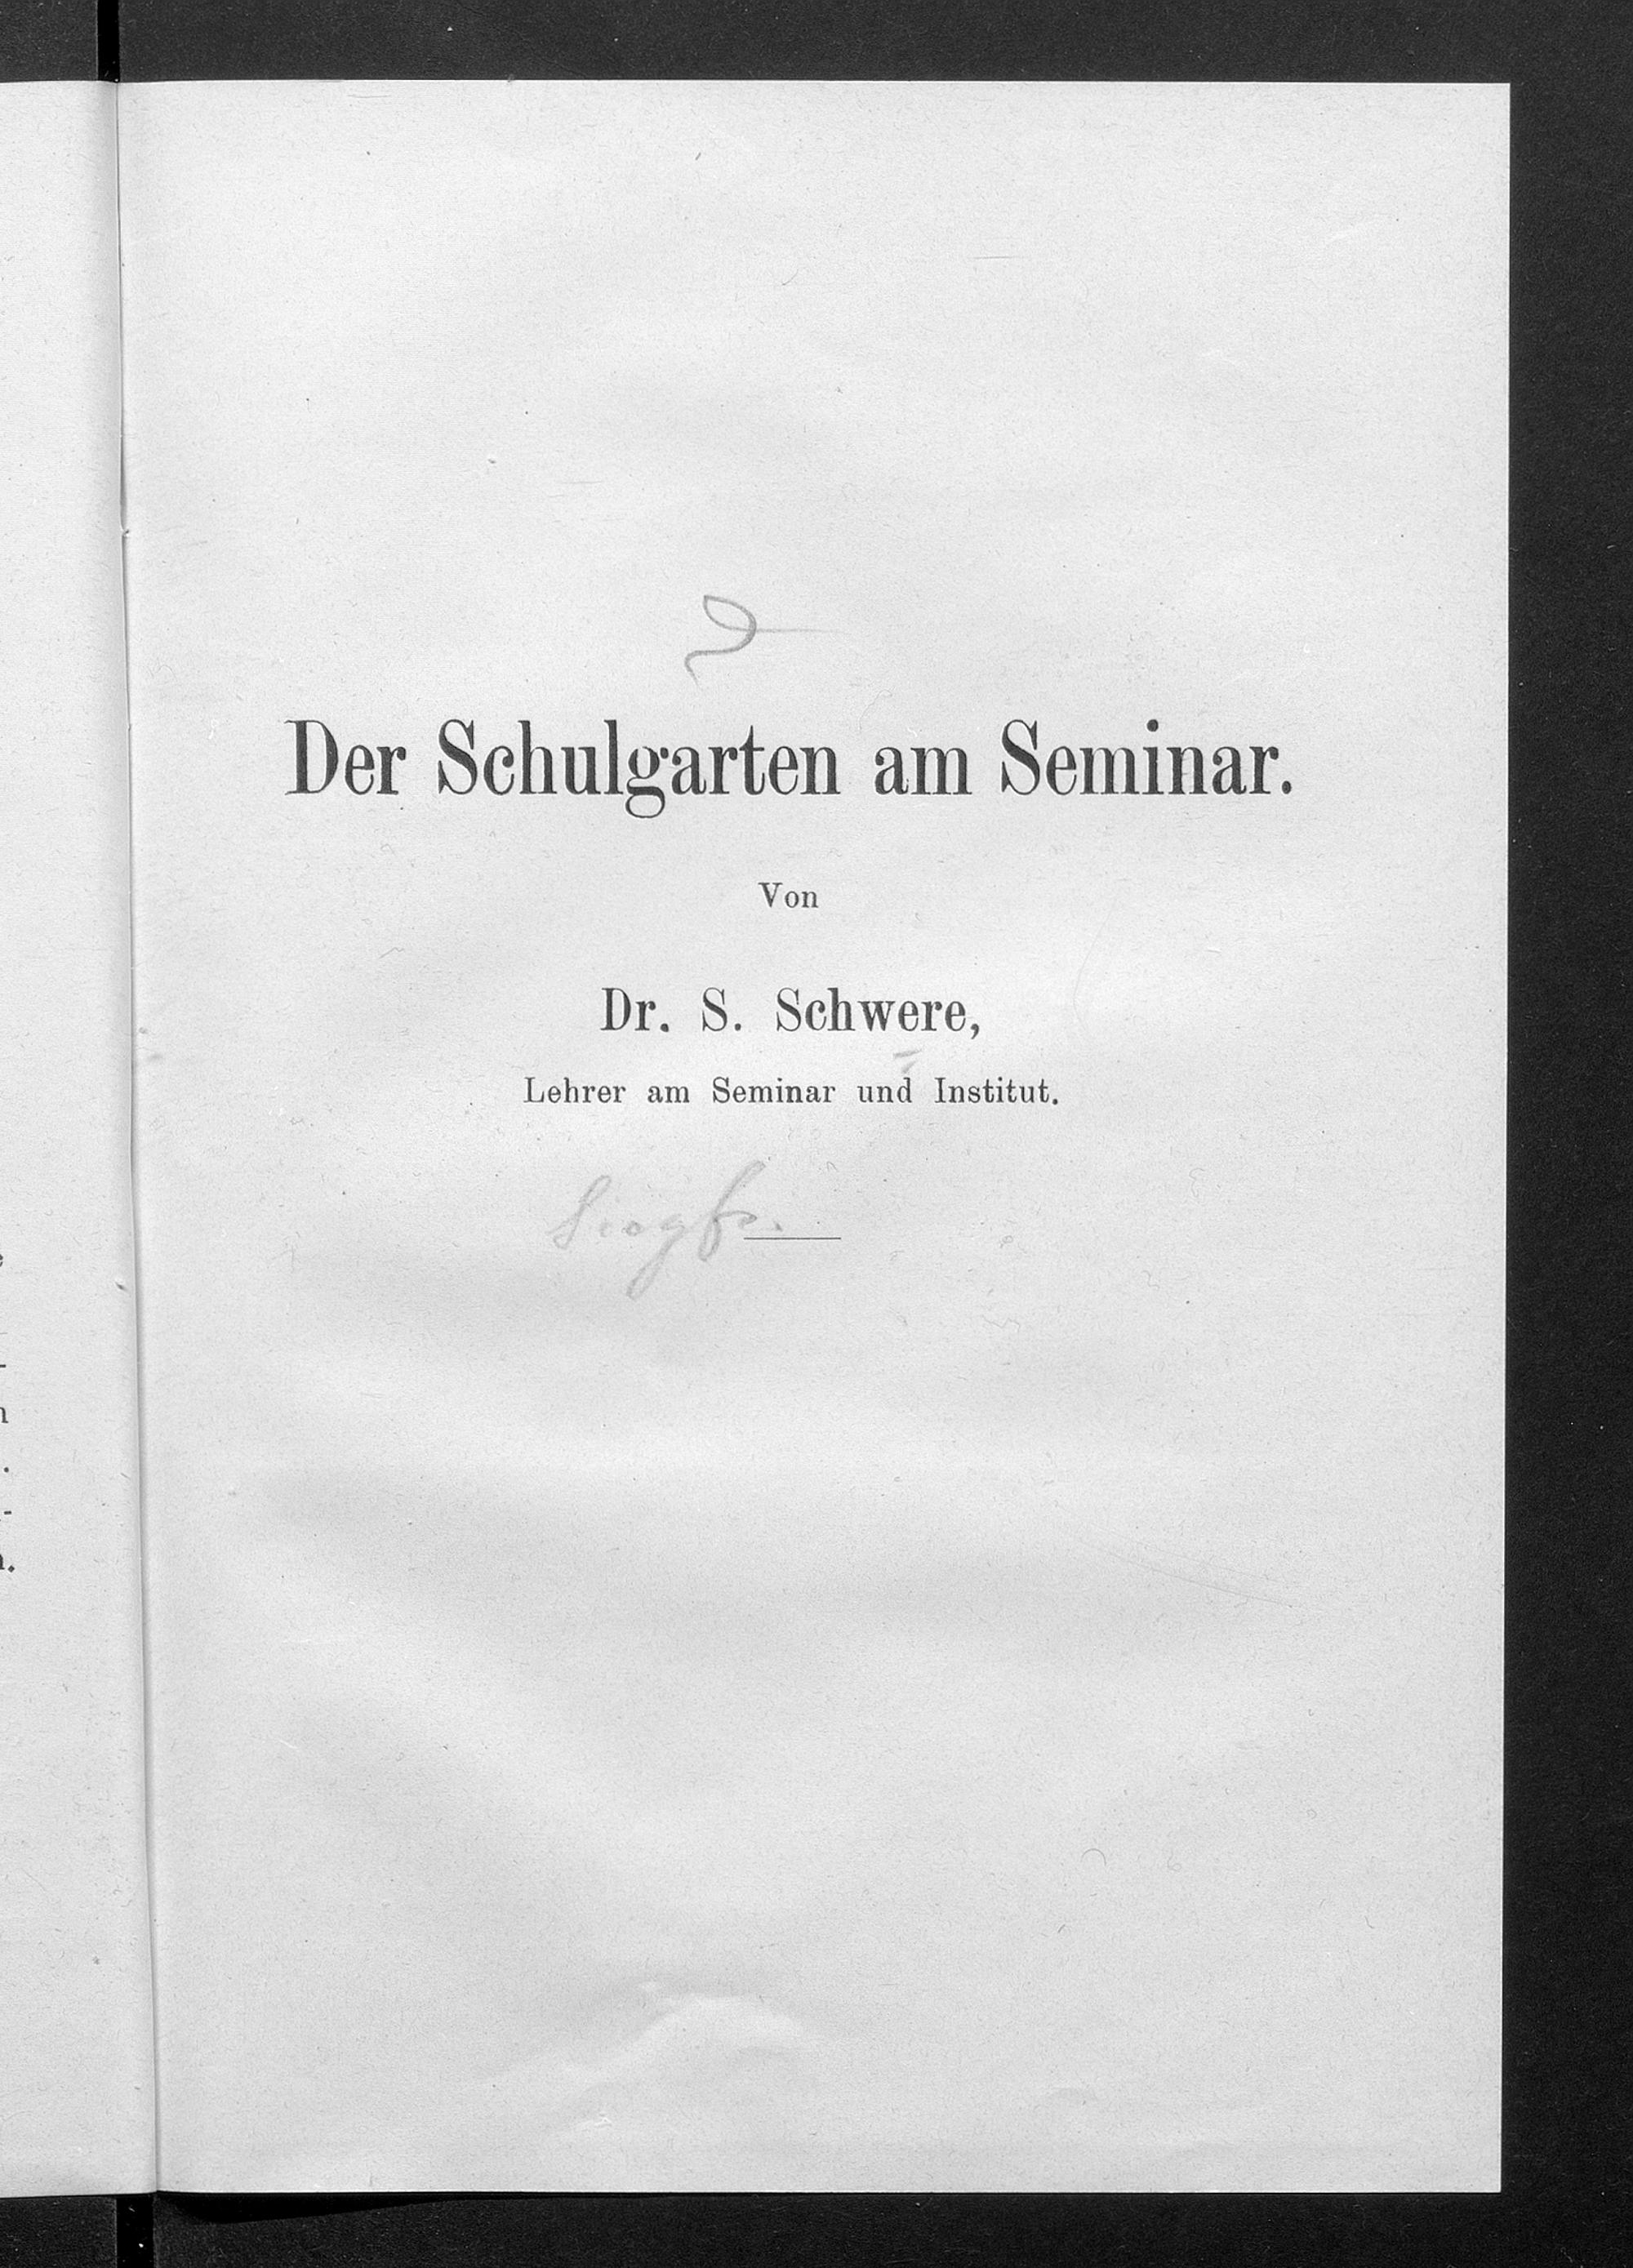 Der Schulgarten am Seminar.
Von
Dr. S. Schwere,
Lehrer am Seminar und Institut.